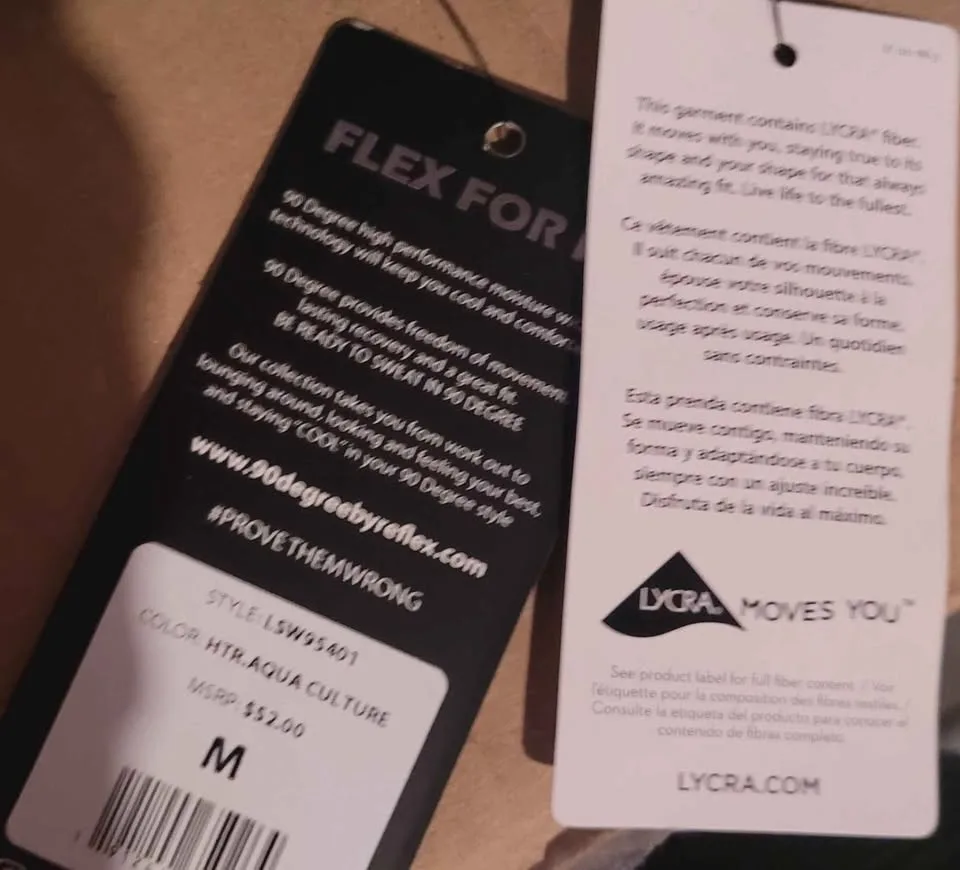 FLEX FOR
90 Degree high performance moisture
technology will keep you cool and
90 Degree provides freedom of movement,
lasting recovery and a great fit.
BE READY TO SWEAT IN 90 DEGREE
Our collection takes you from work out to
lounging around, looking and feeling your best,
and staying "COOL" in your 90 Degree style
www.90degreebyreflex.com
#PROVETHEMWRONG
STYLE: LSW95401
COLOR: HTR.AQUA CULTURE
MSRP: $52.00
M
This garment contains LYCRA® fiber.
It moves with you, staying true to its
shape and your shape for that always
amazing fit. Live life to the fullest.
Ce vêtement contient la fibre LYCRA®.
Il suit chacun de vos mouvements,
épouse votre silhouette à la
perfection et conserve sa forme,
usage après usage. Un quotidien
sans contraintes.
Esta prenda contiene fibra LYCRA®.
Se mueve contigo, manteniendo su
forma y adaptándose a tu cuerpo,
siempre con un ajuste increíble.
Disfruta de la vida al máximo.
LYCRA® MOVES YOU™
See product label for full fiber content. / Voir
l'étiquette pour la composition des fibres textiles. /
Consulte la etiqueta del producto para conocer el
contenido de fibras completo.
LYCRA.COM